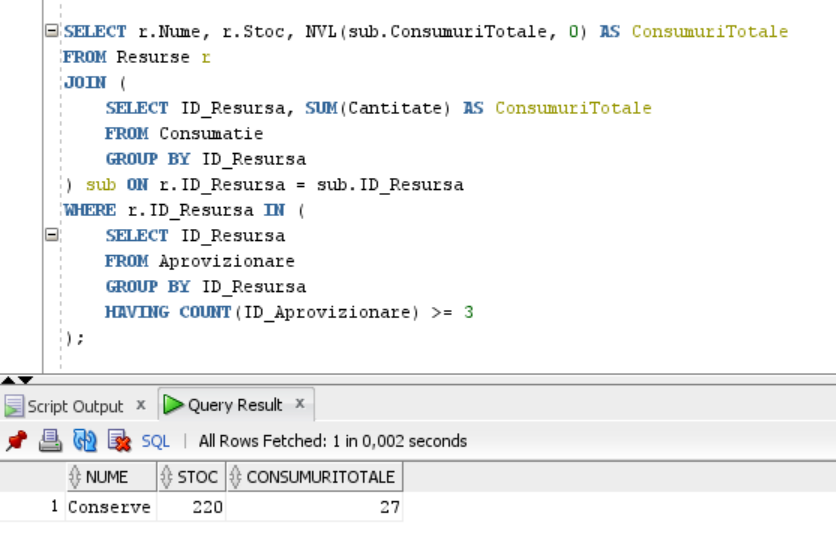 SELECT r.Nume, r.Stoc, NVL(sub.ConsumuriTotale, 0) AS ConsumuriTotale
FROM Resurse r
JOIN (
    SELECT ID_Resursa, SUM(Cantitate) AS ConsumuriTotale
    FROM Consumatie
    GROUP BY ID_Resursa
) sub ON r.ID_Resursa = sub.ID_Resursa
WHERE r.ID_Resursa IN (
    SELECT ID_Resursa
    FROM Aprovizionare
    GROUP BY ID_Resursa
    HAVING COUNT(ID_Aprovizionare) >= 3
);
Script Output x Query Result x
SQL | All Rows Fetched: 1 in 0,002 seconds
NUME STOC CONSUMURITOTALE
1 Conserve 220 27